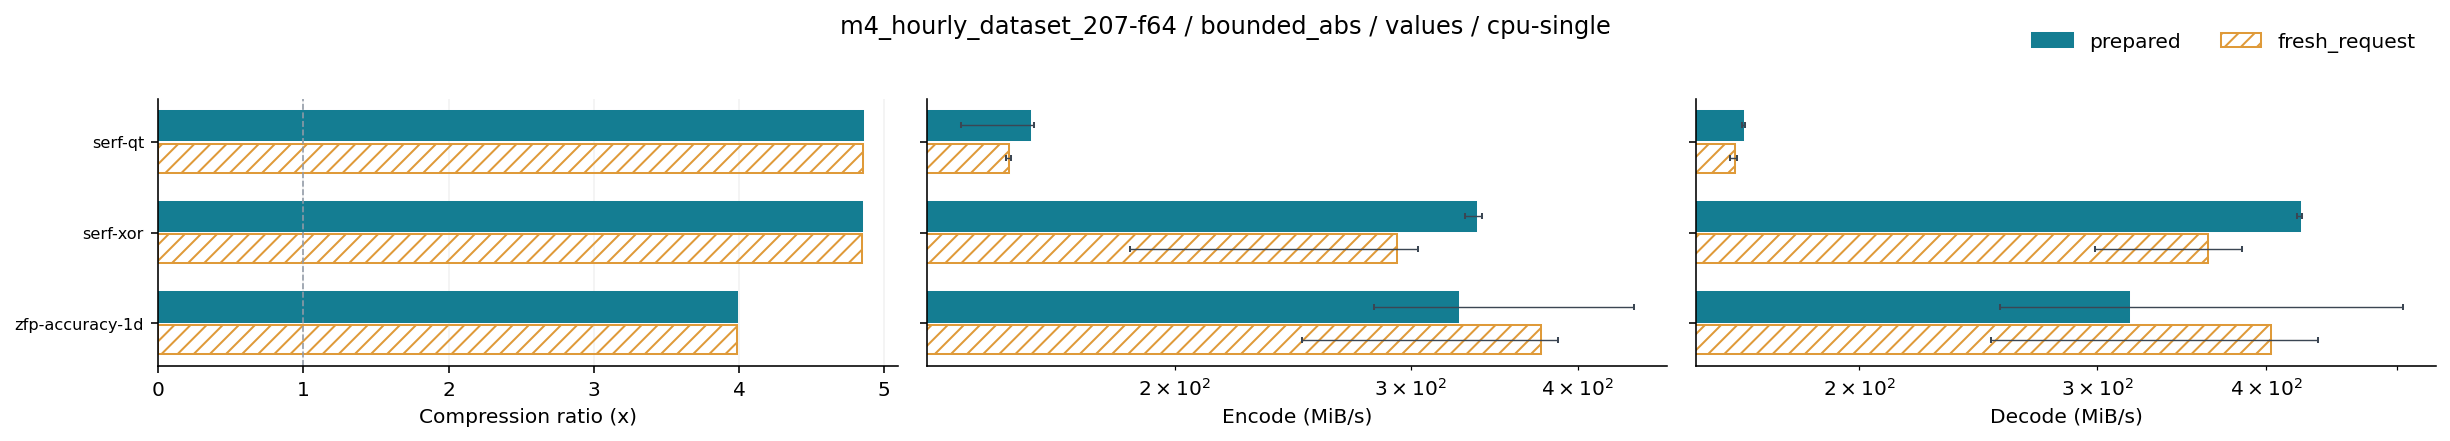 m4_hourly_dataset_207-f64 / bounded_abs / values / cpu-single
prepared
fresh_request
serf-qt
serf-xor
zfp-accuracy-1d
0 1 2 3 4 5
Compression ratio (x)
2 × 10² 3 × 10² 4 × 10²
Encode (MiB/s)
2 × 10² 3 × 10² 4 × 10²
Decode (MiB/s)